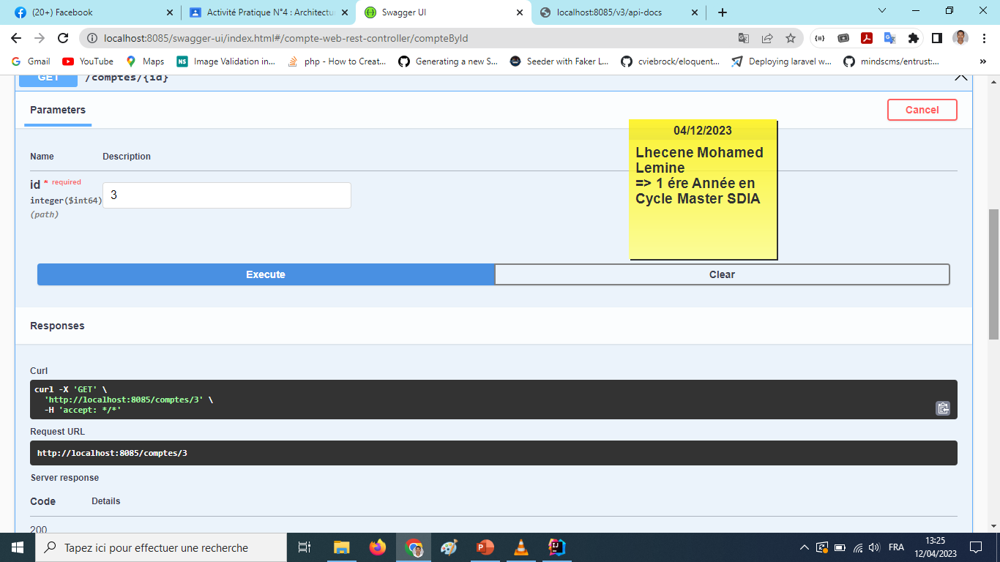 (20+) Facebook
Activité Pratique N°4 : Architectu
Swagger UI
localhost:8085/v3/api-docs
localhost:8085/swagger-ui/index.html#/compte-web-rest-controller/compteById
Gmail
YouTube
Maps
NS
Image Validation in...
php - How to Creat...
Generating a new S...
Seeder with Faker L...
cviebrock/eloquent...
Deploying laravel w...
mindscms/entrust:...
»
GET
/comptes/{id}
Parameters
Cancel
04/12/2023
Lhecene Mohamed
Lemine
=> 1 ére Année en
Cycle Master SDIA
Name
Description
id * required
integer($int64)
(path)
3
Execute
Clear
Responses
Curl
curl -X 'GET' \
'http://localhost:8085/comptes/3' \
-H 'accept: */*'
Request URL
http://localhost:8085/comptes/3
Server response
Code
Details
200
Tapez ici pour effectuer une recherche
FRA
13:25
12/04/2023